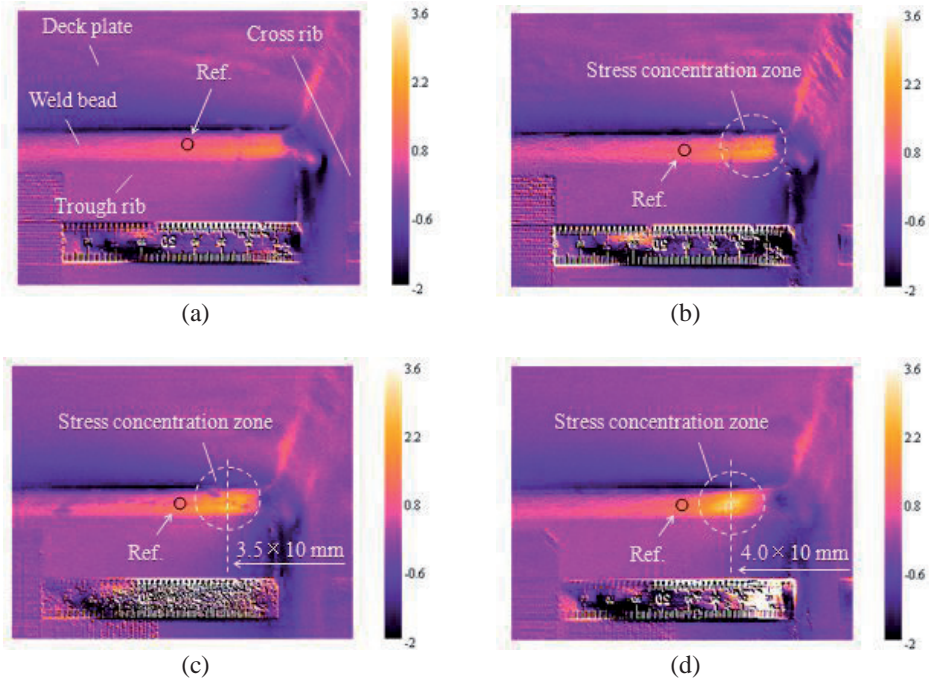 Deck plate
Cross rib
Ref.
Weld bead
Trough rib
3.6
2.2
0.8
-0.6
-2
(a)
Stress concentration zone
Ref.
3.6
2.2
0.8
-0.6
-2
(b)
Stress concentration zone
Ref.
3.5 × 10 mm
3.6
2.2
0.8
-0.6
-2
(c)
Stress concentration zone
Ref.
4.0 × 10 mm
3.6
2.2
0.8
-0.6
-2
(d)